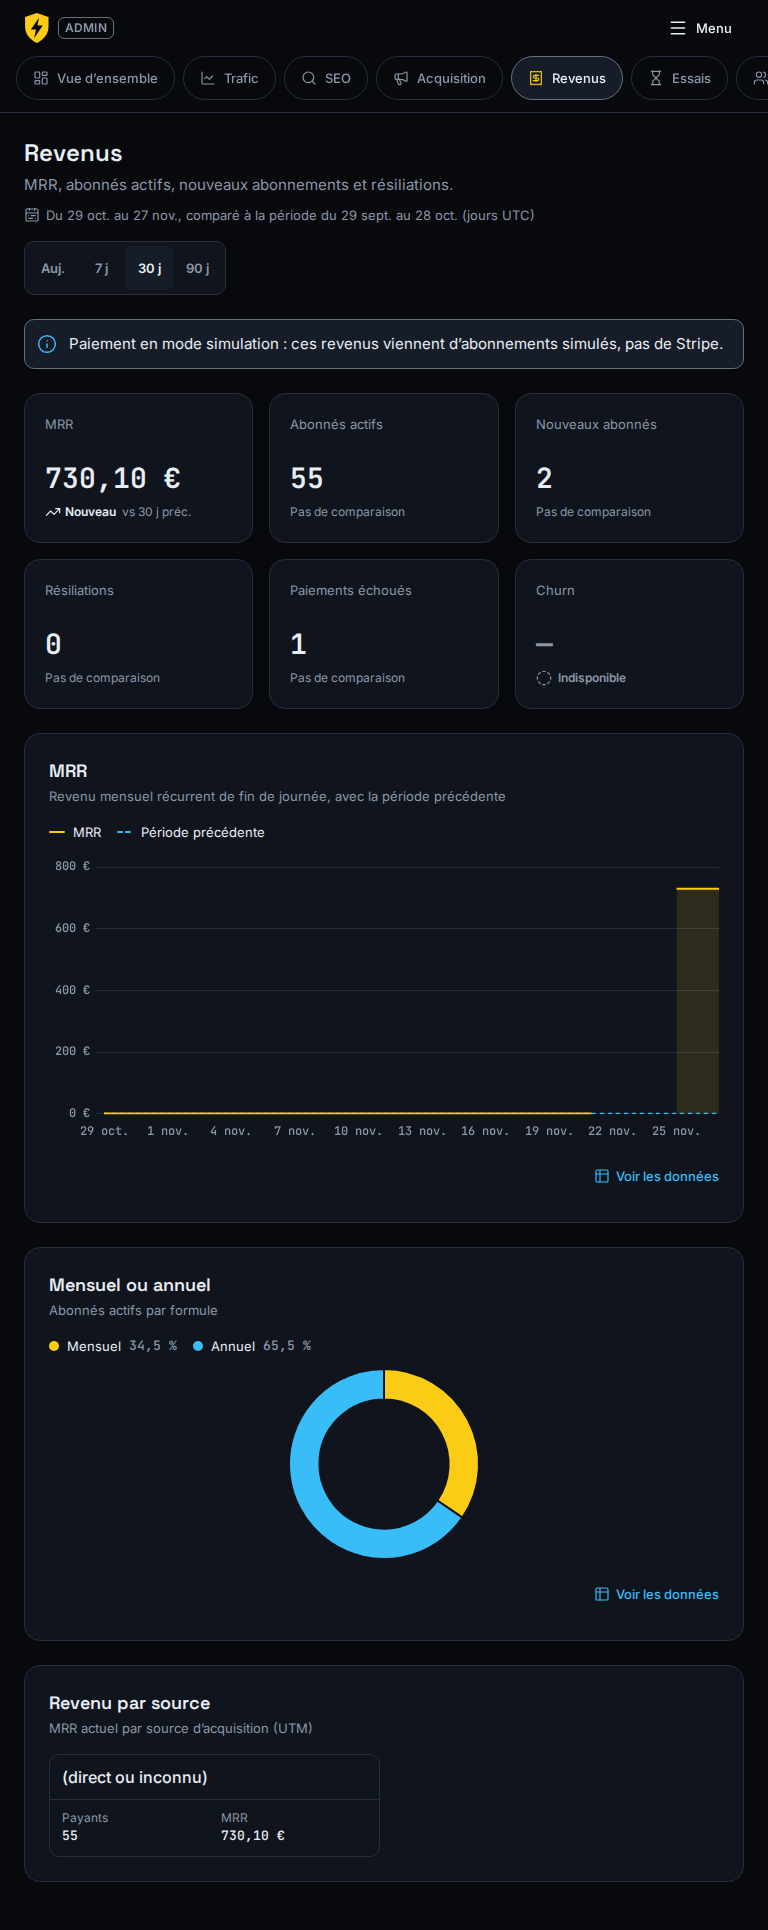 ADMIN
Menu
Vue d’ensemble
Trafic
SEO
Acquisition
Revenus
Essais
Revenus
MRR, abonnés actifs, nouveaux abonnements et résiliations.
Du 29 oct. au 27 nov., comparé à la période du 29 sept. au 28 oct. (jours UTC)
Auj.
7 j
30 j
90 j
Paiement en mode simulation : ces revenus viennent d’abonnements simulés, pas de Stripe.
MRR
730,10 €
Nouveau vs 30 j préc.
Abonnés actifs
55
Pas de comparaison
Nouveaux abonnés
2
Pas de comparaison
Résiliations
0
Pas de comparaison
Paiements échoués
1
Pas de comparaison
Churn
—
Indisponible
MRR
Revenu mensuel récurrent de fin de journée, avec la période précédente
MRR
Période précédente
800 €
600 €
400 €
200 €
0 €
29 oct.
1 nov.
4 nov.
7 nov.
10 nov.
13 nov.
16 nov.
19 nov.
22 nov.
25 nov.
Voir les données
Mensuel ou annuel
Abonnés actifs par formule
Mensuel 34,5 %
Annuel 65,5 %
Voir les données
Revenu par source
MRR actuel par source d’acquisition (UTM)
(direct ou inconnu)
Payants
55
MRR
730,10 €